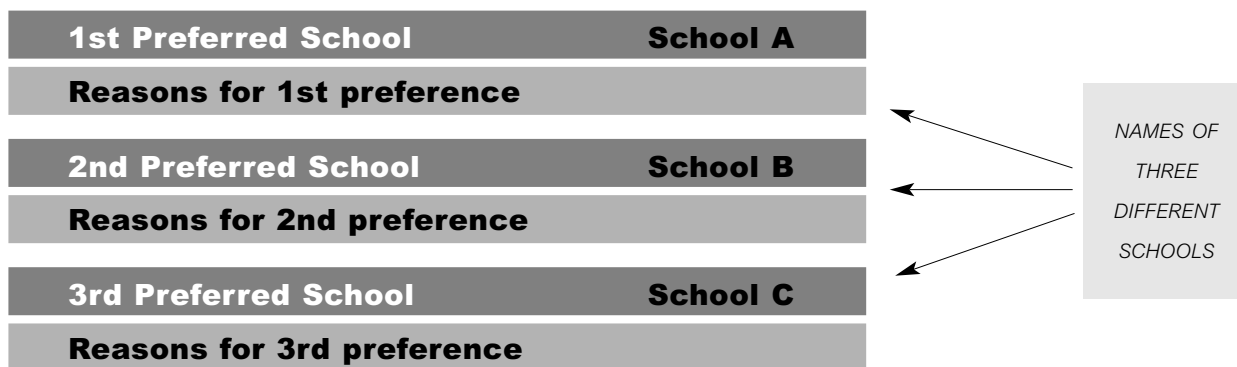 1st Preferred School School A
Reasons for 1st preference
2nd Preferred School School B
Reasons for 2nd preference
3rd Preferred School School C
Reasons for 3rd preference
NAMES OF
THREE
DIFFERENT
SCHOOLS